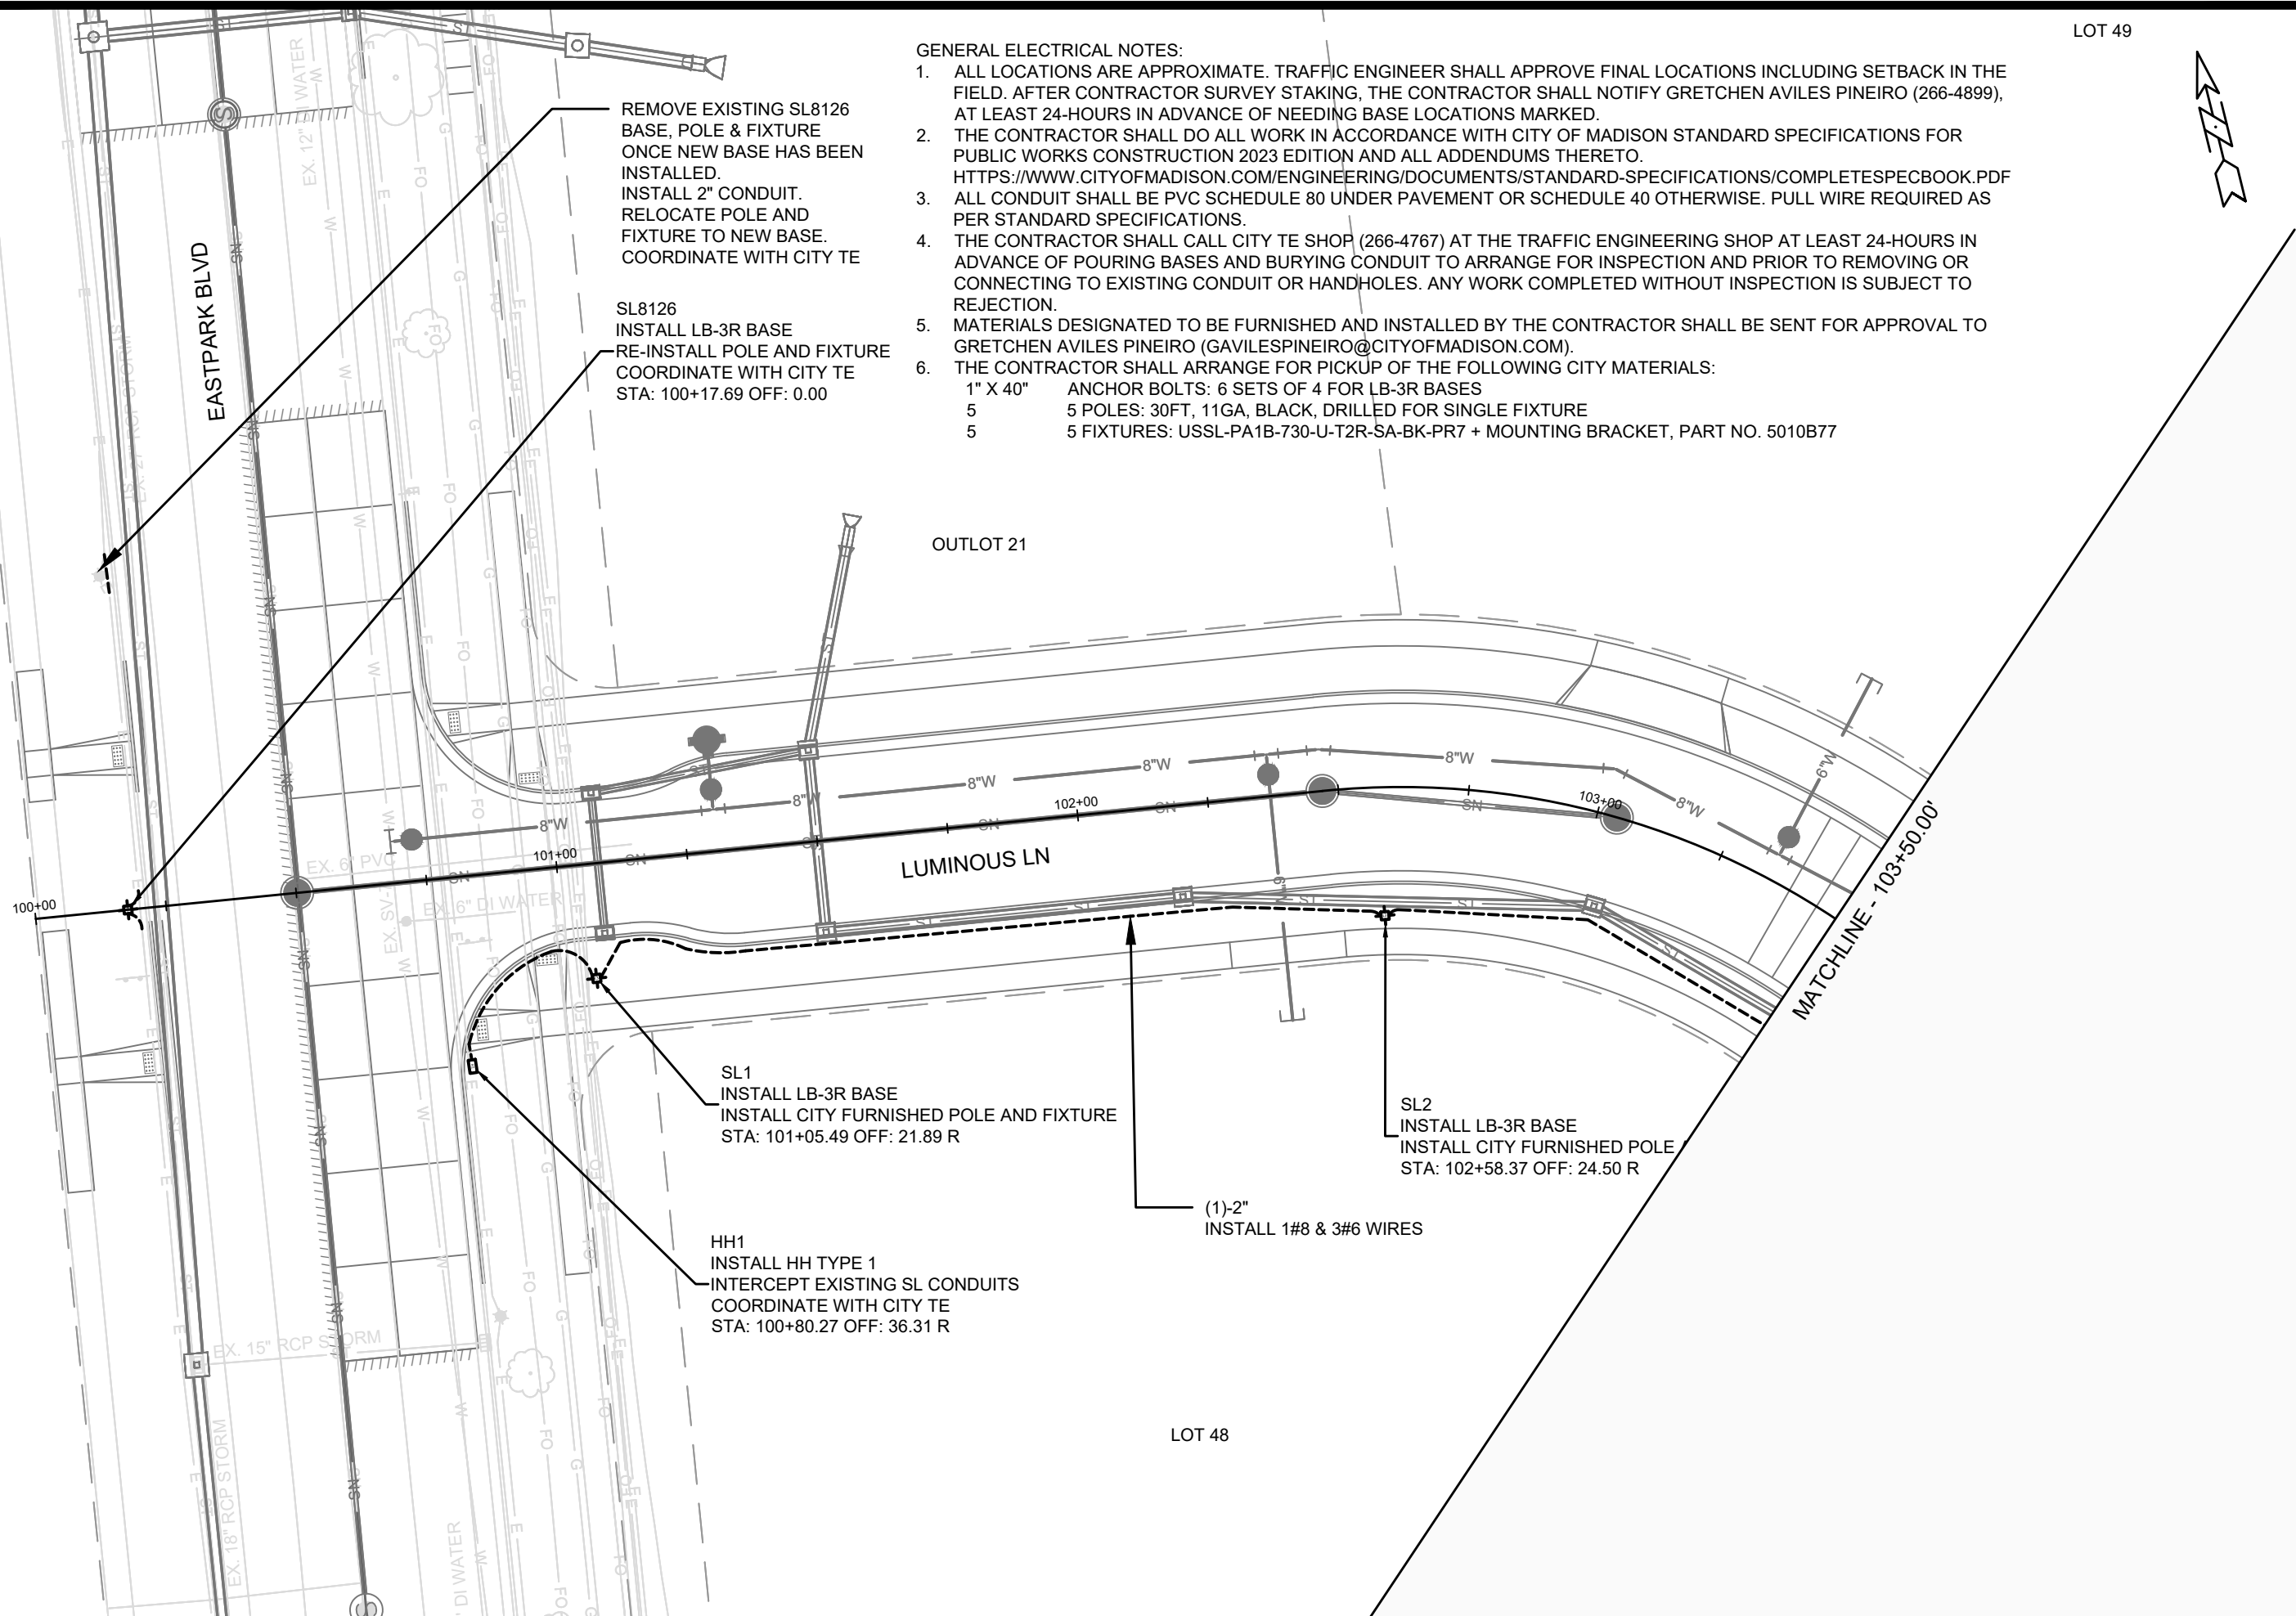 LOT 49
GENERAL ELECTRICAL NOTES:
1. ALL LOCATIONS ARE APPROXIMATE. TRAFFIC ENGINEER SHALL APPROVE FINAL LOCATIONS INCLUDING SETBACK IN THE
FIELD. AFTER CONTRACTOR SURVEY STAKING, THE CONTRACTOR SHALL NOTIFY GRETCHEN AVILES PINEIRO (266-4899),
AT LEAST 24-HOURS IN ADVANCE OF NEEDING BASE LOCATIONS MARKED.
2. THE CONTRACTOR SHALL DO ALL WORK IN ACCORDANCE WITH CITY OF MADISON STANDARD SPECIFICATIONS FOR
PUBLIC WORKS CONSTRUCTION 2023 EDITION AND ALL ADDENDUMS THERETO.
HTTPS://WWW.CITYOFMADISON.COM/ENGINEERING/DOCUMENTS/STANDARD-SPECIFICATIONS/COMPLETESPECBOOK.PDF
3. ALL CONDUIT SHALL BE PVC SCHEDULE 80 UNDER PAVEMENT OR SCHEDULE 40 OTHERWISE. PULL WIRE REQUIRED AS
PER STANDARD SPECIFICATIONS.
4. THE CONTRACTOR SHALL CALL CITY TE SHOP (266-4767) AT THE TRAFFIC ENGINEERING SHOP AT LEAST 24-HOURS IN
ADVANCE OF POURING BASES AND BURYING CONDUIT TO ARRANGE FOR INSPECTION AND PRIOR TO REMOVING OR
CONNECTING TO EXISTING CONDUIT OR HANDHOLES. ANY WORK COMPLETED WITHOUT INSPECTION IS SUBJECT TO
REJECTION.
5. MATERIALS DESIGNATED TO BE FURNISHED AND INSTALLED BY THE CONTRACTOR SHALL BE SENT FOR APPROVAL TO
GRETCHEN AVILES PINEIRO (GAVILESPINEIRO@CITYOFMADISON.COM).
6. THE CONTRACTOR SHALL ARRANGE FOR PICKUP OF THE FOLLOWING CITY MATERIALS:
1" X 40" ANCHOR BOLTS: 6 SETS OF 4 FOR LB-3R BASES
5 5 POLES: 30FT, 11GA, BLACK, DRILLED FOR SINGLE FIXTURE
5 5 FIXTURES: USSL-PA1B-730-U-T2R-SA-BK-PR7 + MOUNTING BRACKET, PART NO. 5010B77
REMOVE EXISTING SL8126
BASE, POLE & FIXTURE
ONCE NEW BASE HAS BEEN
INSTALLED.
INSTALL 2" CONDUIT.
RELOCATE POLE AND
FIXTURE TO NEW BASE.
COORDINATE WITH CITY TE
SL8126
INSTALL LB-3R BASE
RE-INSTALL POLE AND FIXTURE
COORDINATE WITH CITY TE
STA: 100+17.69 OFF: 0.00
EASTPARK BLVD
EX. 12" DI WATER
OUTLOT 21
8"W
8"W
8"W
8"W
8"W
8"W
6"W
6"W
100+00
101+00
102+00
103+00
LUMINOUS LN
MATCHLINE - 103+50.00'
EX. 6" PVC
EX. 6" DI WATER
SL1
INSTALL LB-3R BASE
INSTALL CITY FURNISHED POLE AND FIXTURE
STA: 101+05.49 OFF: 21.89 R
SL2
INSTALL LB-3R BASE
INSTALL CITY FURNISHED POLE
STA: 102+58.37 OFF: 24.50 R
(1)-2"
INSTALL 1#8 & 3#6 WIRES
HH1
INSTALL HH TYPE 1
INTERCEPT EXISTING SL CONDUITS
COORDINATE WITH CITY TE
STA: 100+80.27 OFF: 36.31 R
EX. 15" RCP STORM
EX. 18" RCP STORM
DI WATER
LOT 48